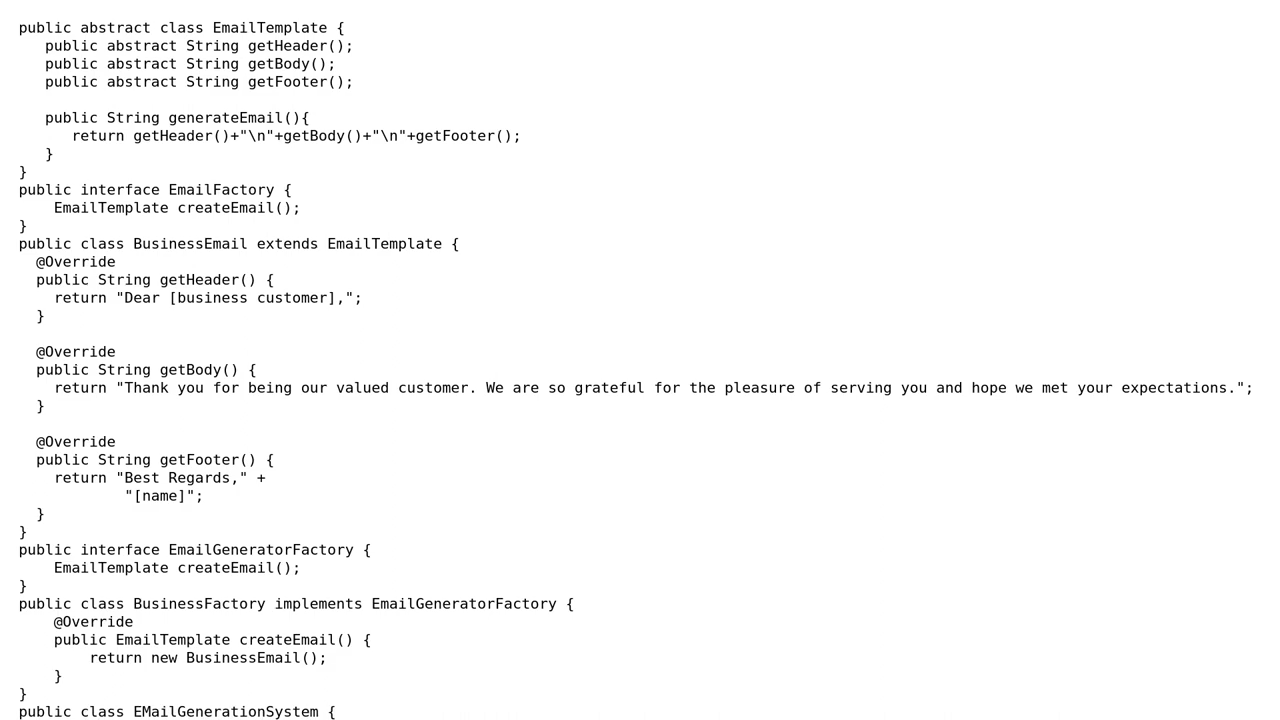 public abstract class EmailTemplate {
   public abstract String getHeader();
   public abstract String getBody();
   public abstract String getFooter();

   public String generateEmail(){
      return getHeader()+"\n"+getBody()+"\n"+getFooter();
   }
}
public interface EmailFactory {
    EmailTemplate createEmail();
}
public class BusinessEmail extends EmailTemplate {
  @Override
  public String getHeader() {
    return "Dear [business customer],";
  }

  @Override
  public String getBody() {
    return "Thank you for being our valued customer. We are so grateful for the pleasure of serving you and hope we met your expectations.";
  }

  @Override
  public String getFooter() {
    return "Best Regards," +
            "[name]";
  }
}
public interface EmailGeneratorFactory {
    EmailTemplate createEmail();
}
public class BusinessFactory implements EmailGeneratorFactory {
    @Override
    public EmailTemplate createEmail() {
        return new BusinessEmail();
    }
}
public class EMailGenerationSystem {